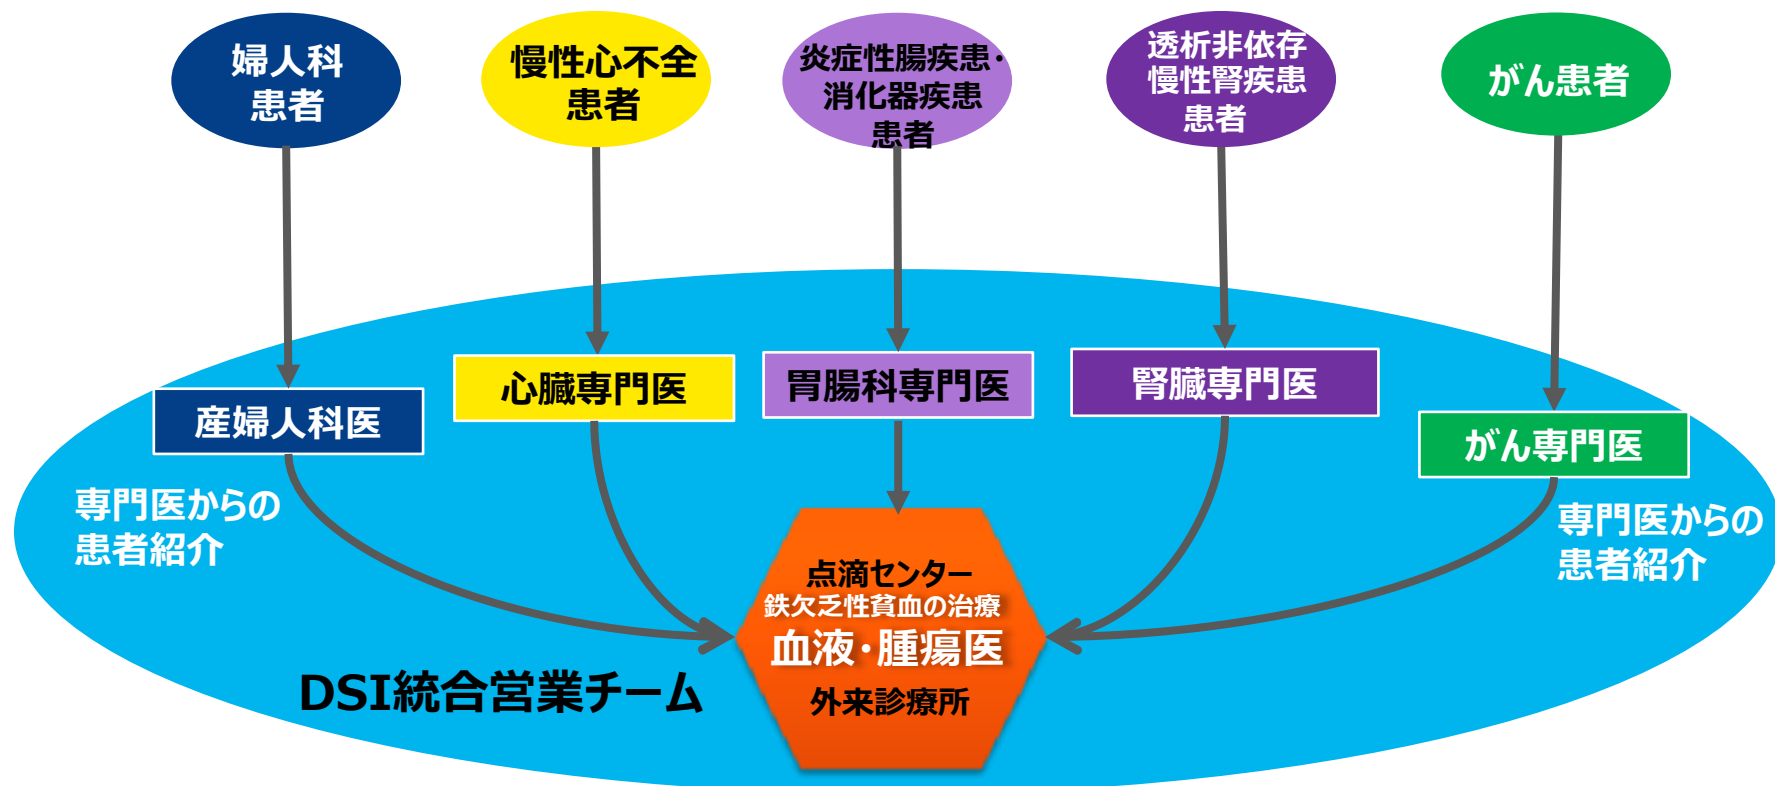 婦人科
患者
慢性心不全
患者
炎症性腸疾患・
消化器疾患
患者
透析非依存
慢性腎疾患
患者
がん患者
産婦人科医
心臓専門医
胃腸科専門医
腎臓専門医
がん専門医
専門医からの
患者紹介
専門医からの
患者紹介
点滴センター
鉄欠乏性貧血の治療
血液・腫瘍医
外来診療所
DSI統合営業チーム